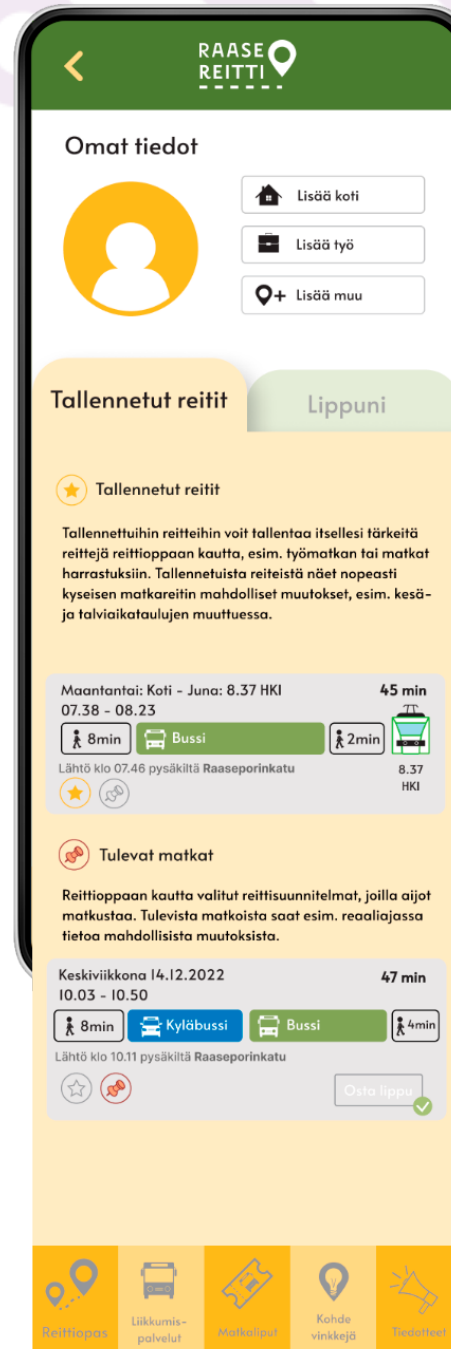 RAASE
REITTI
Omat tiedot
Lisää koti
Lisää työ
Lisää muu
Tallennetut reitit
Lippuni
Tallennetut reitit
Tallennettuihin reitteihin voit tallentaa itsellesi tärkeitä
reittejä reittioppaan kautta, esim. työmatkan tai matkat
harrastuksiin. Tallennetuista reiteistä näet nopeasti
kyseisen matkareitin mahdolliset muutokset, esim. kesä-
ja talviaikataulujen muuttuessa.
Maantantai: Koti - Juna: 8.37 HKI 45 min
07.38 - 08.23
8min Bussi 2min
Lähtö klo 07.46 pysäkiltä Raaseporinkatu 8.37
HKI
Tulevat matkat
Reittioppaan kautta valitut reittisuunnitelmat, joilla aijot
matkustaa. Tulevista matkoista saat esim. reaaliajassa
tietoa mahdollisista muutoksista.
Keskiviikkona 14.12.2022 47 min
10.03 - 10.50
8min Kyläbussi Bussi 4min
Lähtö klo 10.11 pysäkiltä Raaseporinkatu
Osta lippu
Reittiopas
Liikkumis-
palvelut
Matkaliput
Kohde
vinkkejä
Tiedotteet